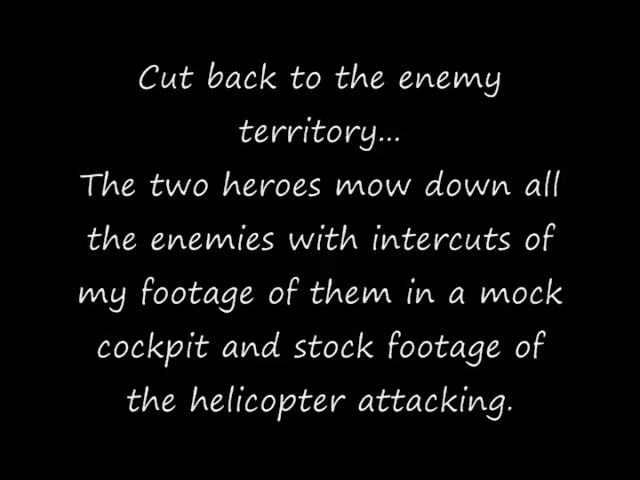 Cut back to the enemy
territory...
The two heroes mow down all
the enemies with intercuts of
my footage of them in a mock
cockpit and stock footage of
the helicopter attacking.